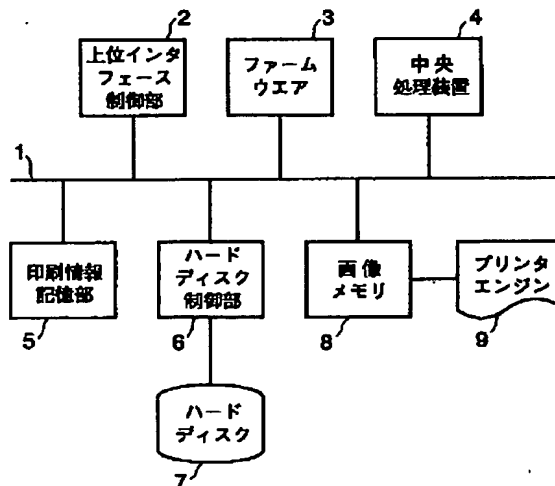 2
上位インタ
フェース
制御部
3
ファーム
ウエア
4
中央
処理装置
1
印刷情報
記憶部
5
ハード
ディスク
制御部
6
画像
メモリ
8
プリンタ
エンジン
9
ハード
ディスク
7